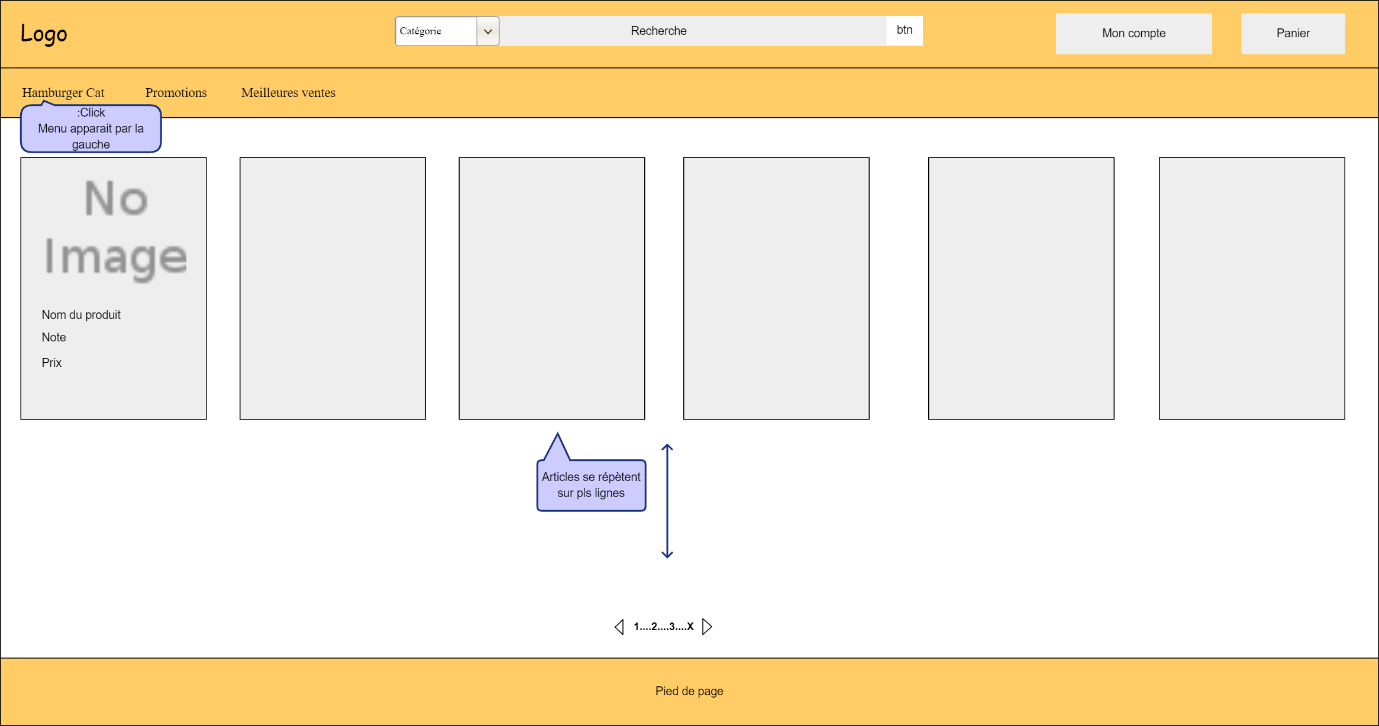 Logo
Catégorie
Recherche
btn
Mon compte
Panier
Hamburger Cat
Promotions
Meilleures ventes
:Click
Menu apparait par la
gauche
No
Image
Nom du produit
Note
Prix
Articles se répètent
sur pls lignes
1....2....3....X
Pied de page